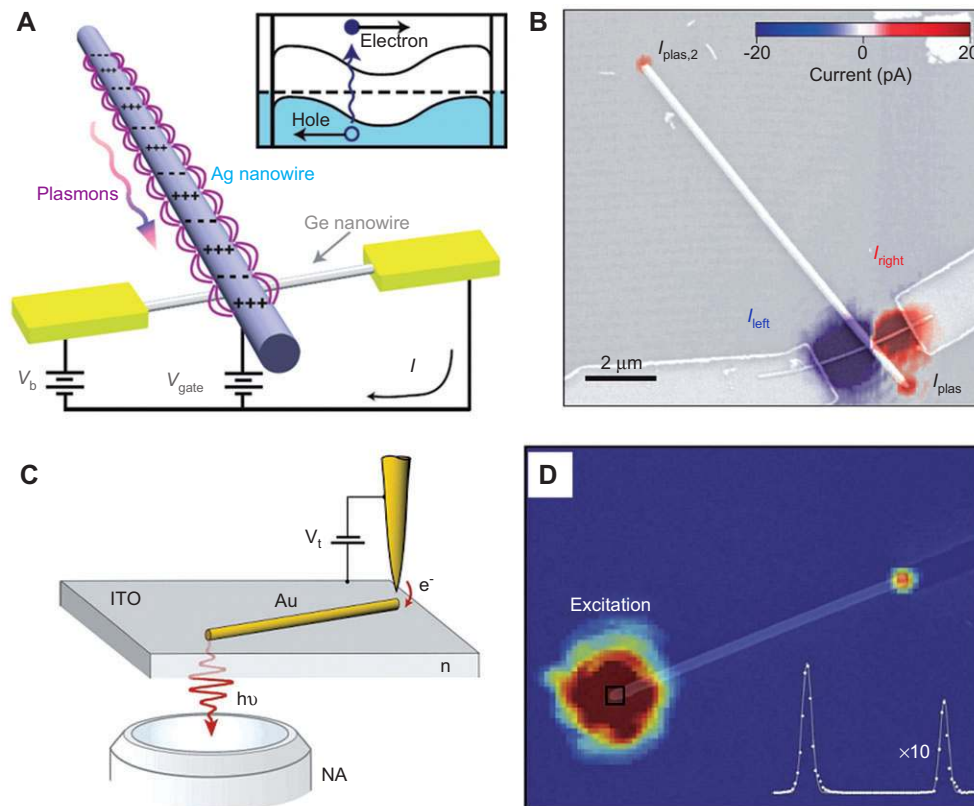 A
Electron
Hole
Plasmons
Ag nanowire
Ge nanowire
V_b
V_gate
I
--- +++ --- +++ --- +++ --- +++ --- +++
B
I_plas,2
-20 0 20
Current (pA)
I_right
I_left
I_plas
2 μm
C
V_t
e⁻
ITO
Au
n
hυ
NA
D
Excitation
×10